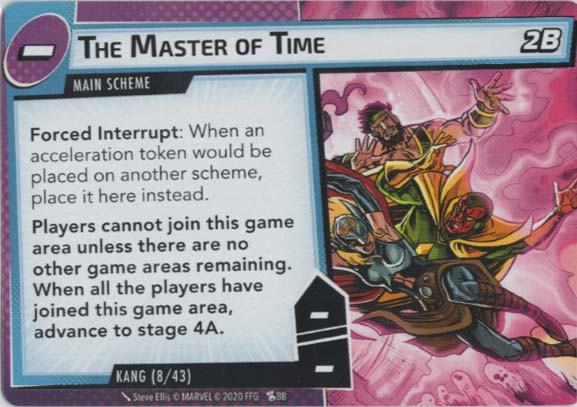 THE MASTER OF TIME
2B
MAIN SCHEME
Forced Interrupt: When an
acceleration token would be
placed on another scheme,
place it here instead.
Players cannot join this game
area unless there are no
other game areas remaining.
When all the players have
joined this game area,
advance to stage 4A.
KANG (8/43)
Steve Ellis © MARVEL © 2020 FFG BB